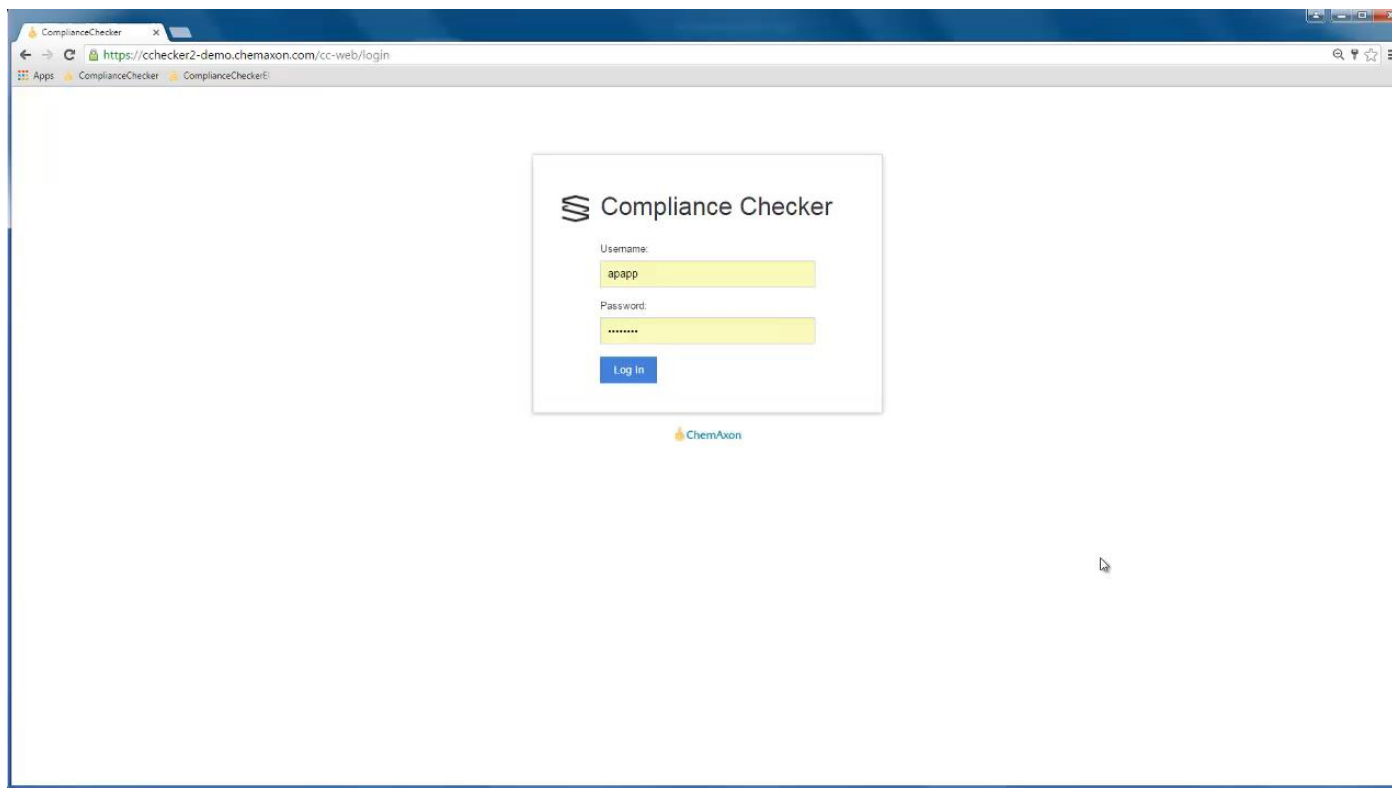 ComplianceChecker
https://cchecker2-demo.chemaxon.com/cc-web/login
Apps ComplianceChecker ComplianceCheckerE
Compliance Checker
Username:
apapp
Password:
••••••••
Log In
ChemAxon